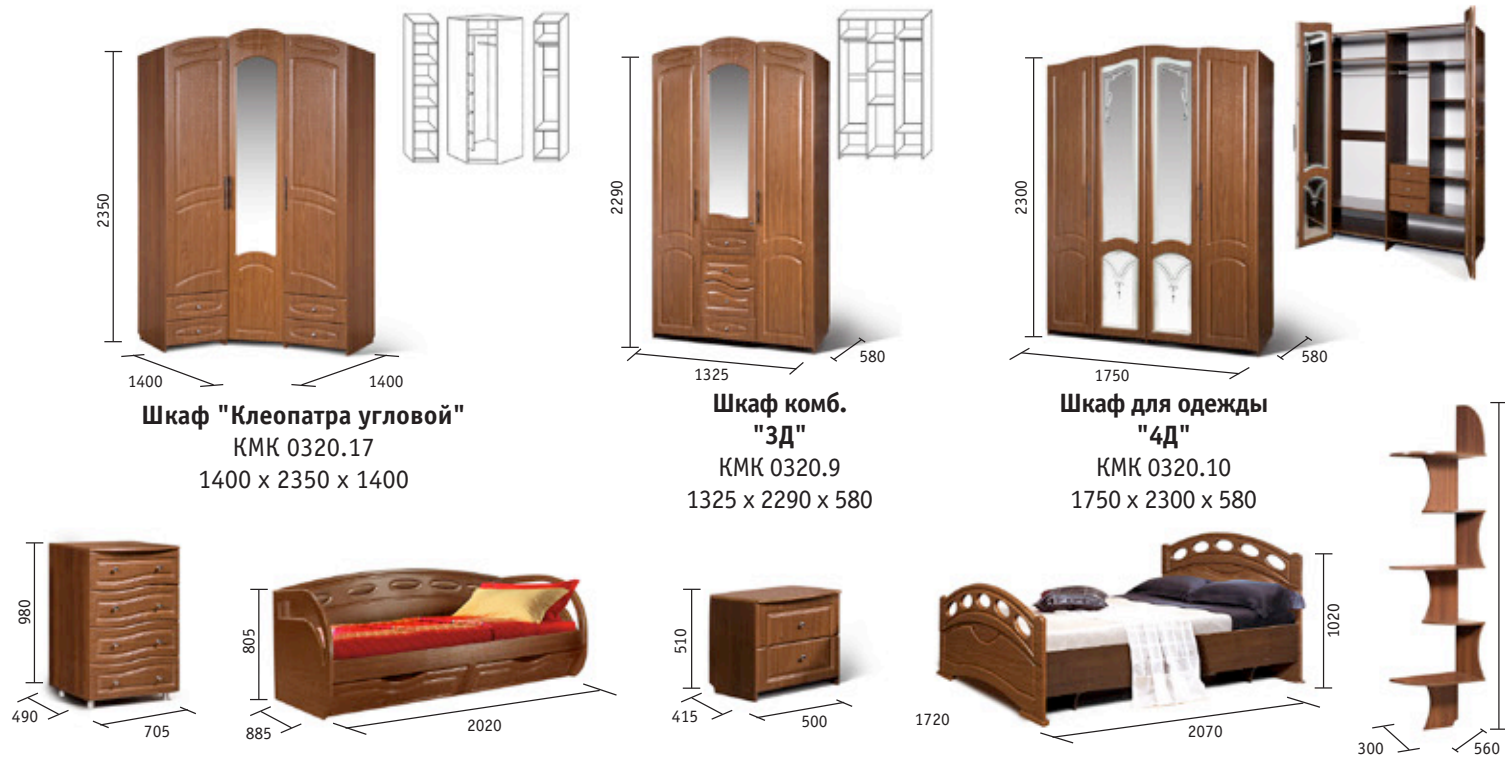 2350
1400
1400
Шкаф "Клеопатра угловой"
КМК 0320.17
1400 х 2350 х 1400
2290
1325
580
Шкаф комб.
"3Д"
КМК 0320.9
1325 х 2290 х 580
2300
1750
580
Шкаф для одежды
"4Д"
КМК 0320.10
1750 х 2300 х 580
980
490
705
805
885
2020
510
415
500
1720
2070
1020
300
560